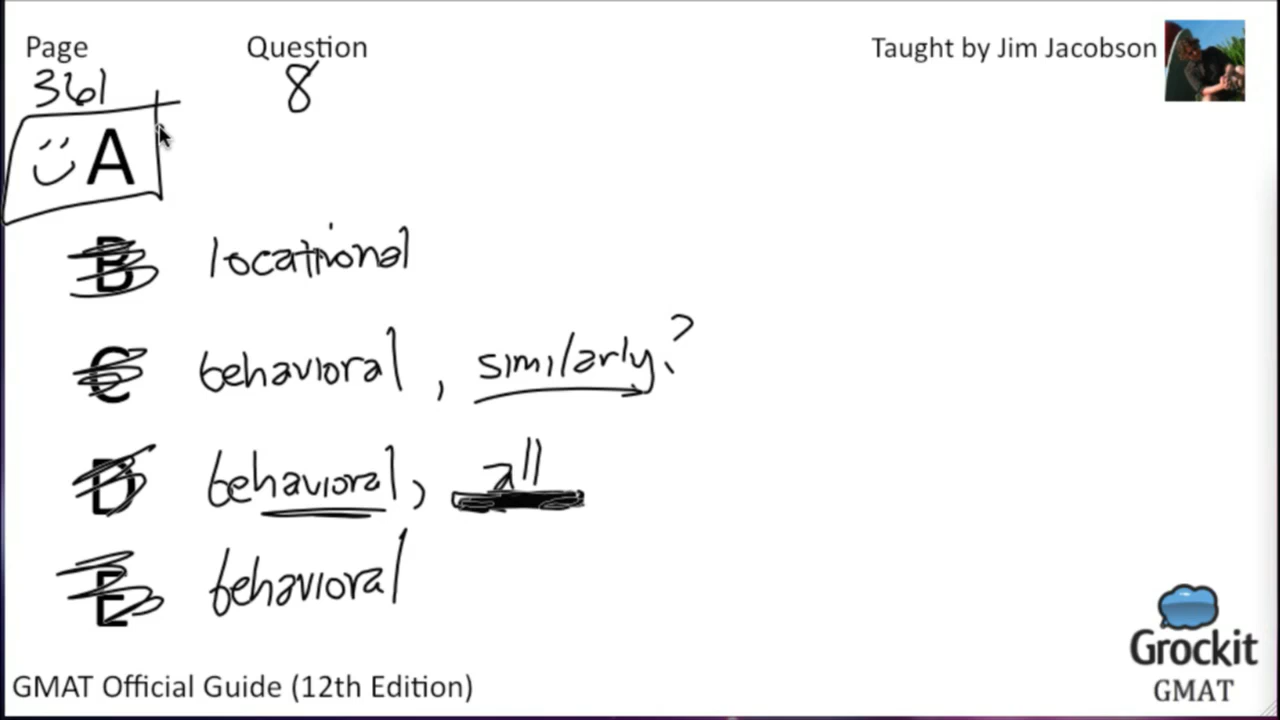 Page Question Taught by Jim Jacobson
361 8
A
B locational
C behavioral, similarly?
D behavioral, all
E behavioral
Grockit
GMAT
GMAT Official Guide (12th Edition)